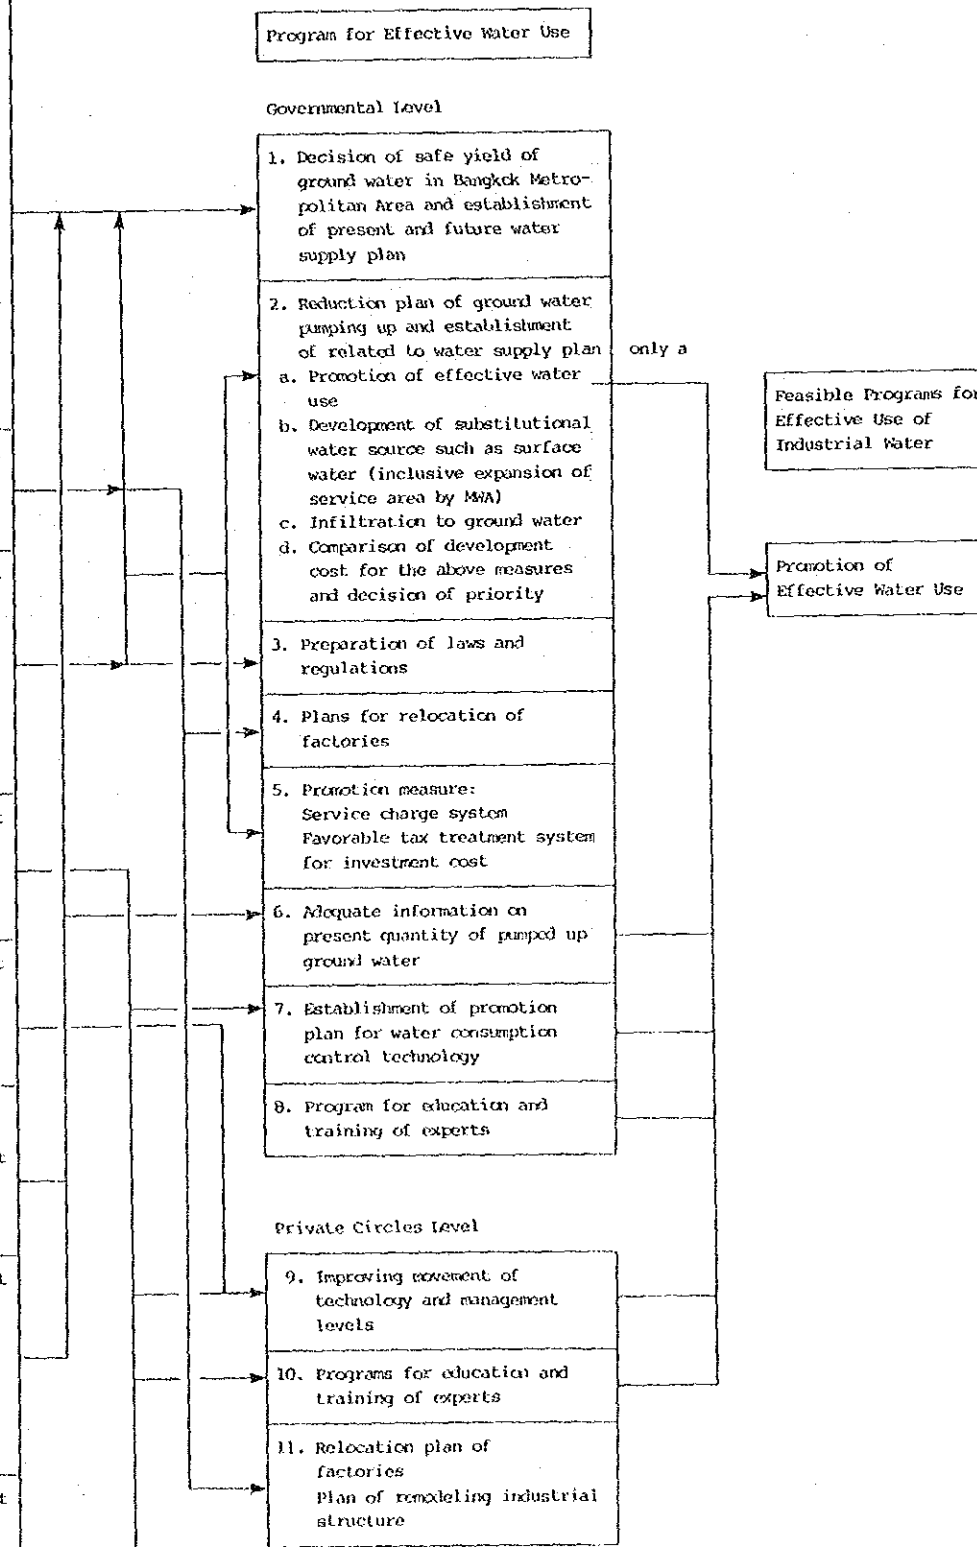 Program for Effective Water Use
Governmental Level
1. Decision of safe yield of
ground water in Bangkok Metro-
politan Area and establishment
of present and future water
supply plan
2. Reduction plan of ground water
pumping up and establishment
of related to water supply plan
a. Promotion of effective water
use
b. Development of substitutional
water source such as surface
water (inclusive expansion of
service area by MWA)
c. Infiltration to ground water
d. Comparison of development
cost for the above measures
and decision of priority
3. Preparation of laws and
regulations
4. Plans for relocation of
factories
5. Promotion measure:
Service charge system
Favorable tax treatment system
for investment cost
6. Adequate information on
present quantity of pumped up
ground water
7. Establishment of promotion
plan for water consumption
control technology
8. Program for education and
training of experts
Private Circles Level
9. Improving movement of
technology and management
levels
10. Programs for education and
training of experts
11. Relocation plan of
factories
Plan of remodeling industrial
structure
only a
Feasible Programs for
Effective Use of
Industrial Water
Promotion of
Effective Water Use